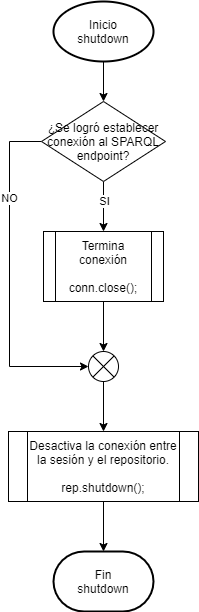 Inicio
shutdown
¿Se logró establecer
conexión al SPARQL
endpoint?
NO
SI
Termina
conexión
conn.close();
Desactiva la conexión entre
la sesión y el repositorio.
rep.shutdown();
Fin
shutdown